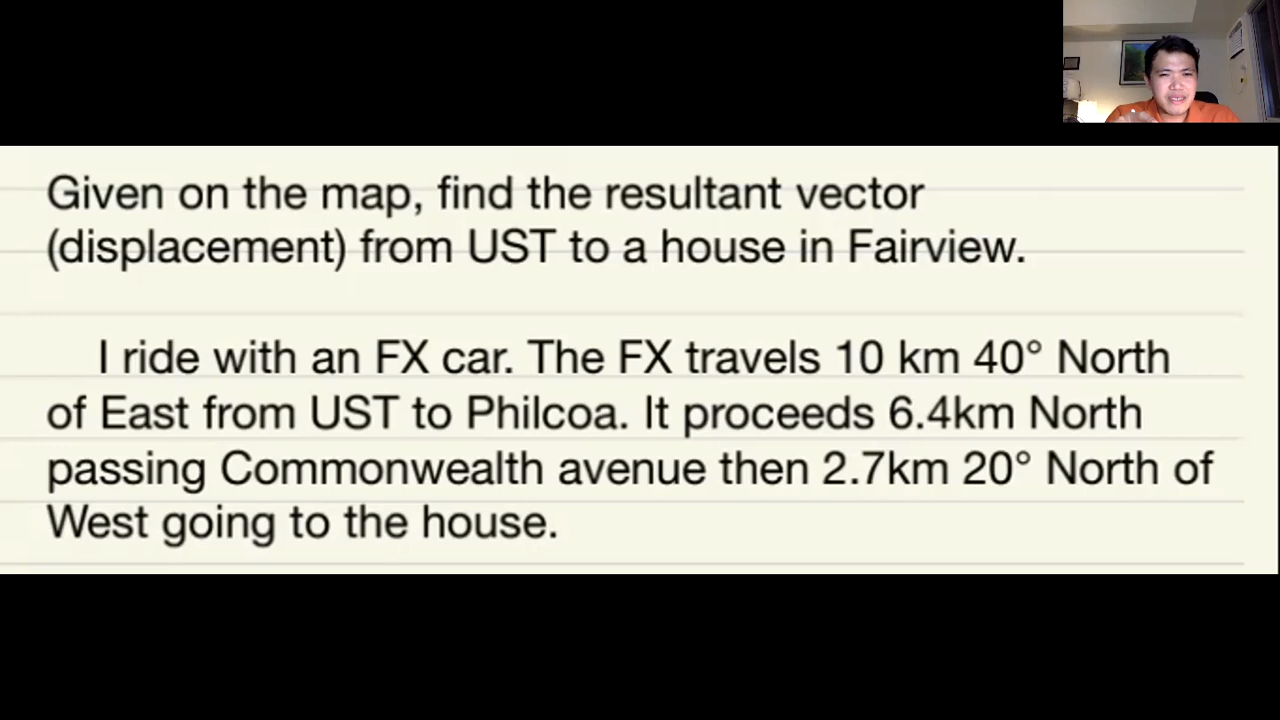 Given on the map, find the resultant vector
(displacement) from UST to a house in Fairview.
I ride with an FX car. The FX travels 10 km 40° North
of East from UST to Philcoa. It proceeds 6.4km North
passing Commonwealth avenue then 2.7km 20° North of
West going to the house.